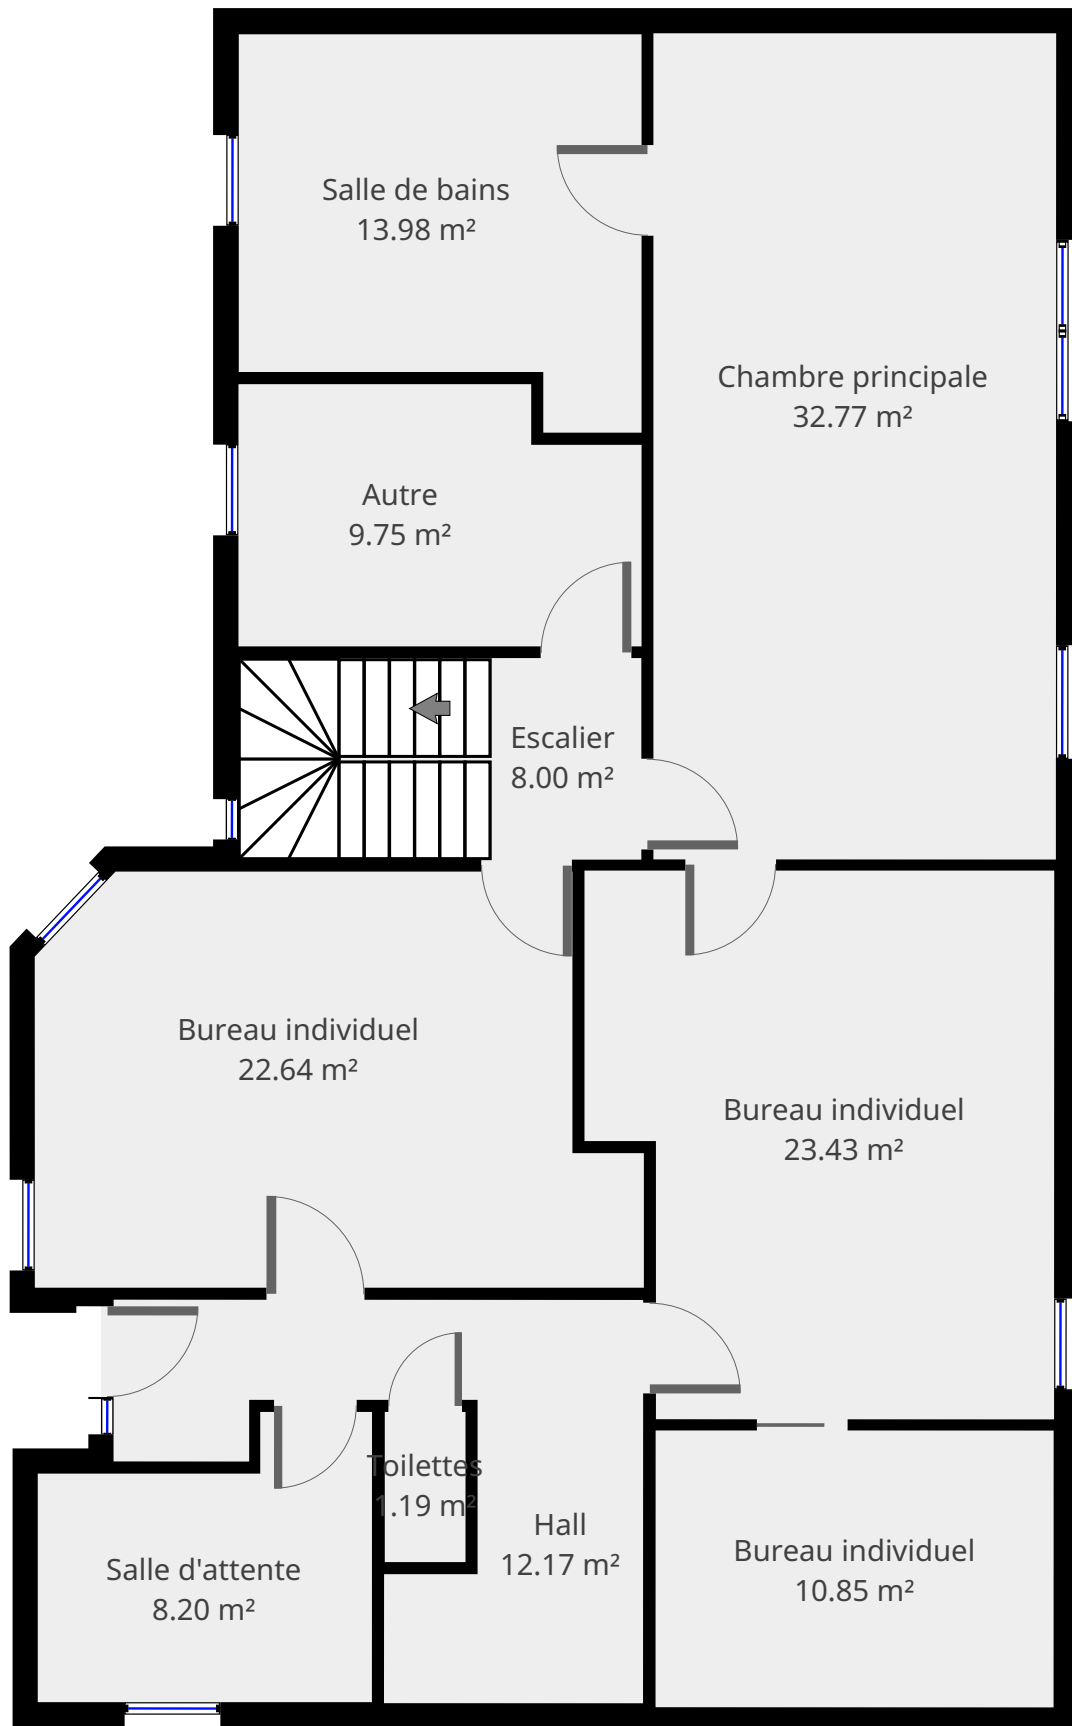 Salle de bains
13.98 m²
Chambre principale
32.77 m²
Autre
9.75 m²
Escalier
8.00 m²
Bureau individuel
22.64 m²
Bureau individuel
23.43 m²
Toilettes
1.19 m²
Hall
12.17 m²
Bureau individuel
10.85 m²
Salle d'attente
8.20 m²